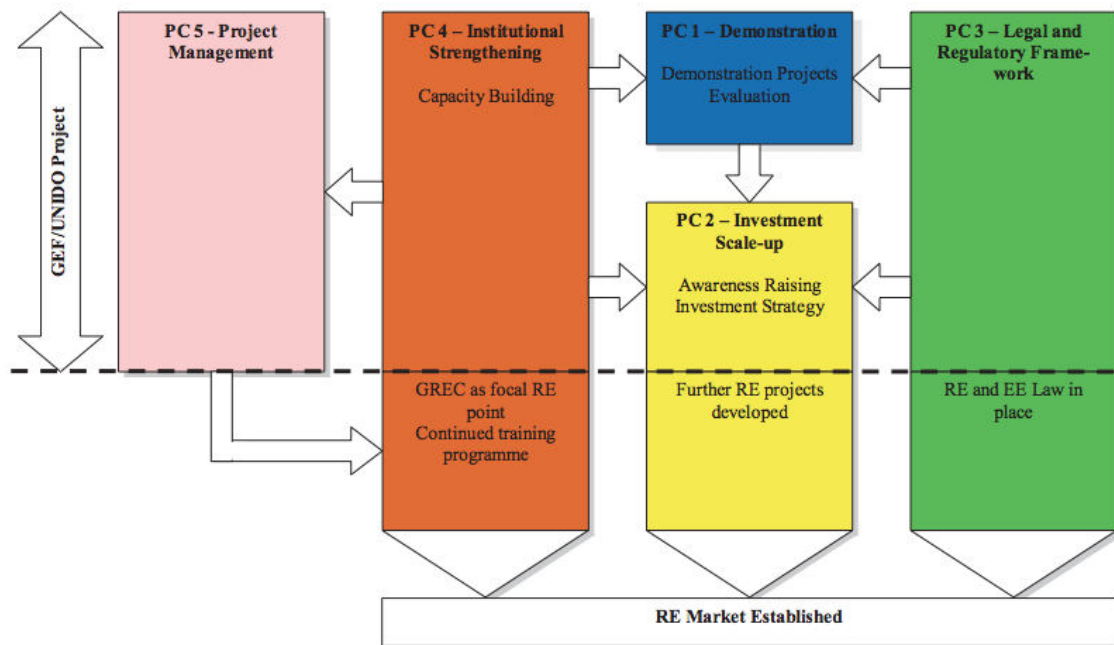 GEF/UNIDO Project
PC 5 - Project
Management
PC 4 – Institutional
Strengthening
Capacity Building
PC 1 – Demonstration
Demonstration Projects
Evaluation
PC 3 – Legal and
Regulatory Frame-
work
PC 2 – Investment
Scale-up
Awareness Raising
Investment Strategy
GREC as focal RE
point
Continued training
programme
Further RE projects
developed
RE and EE Law in
place
RE Market Established